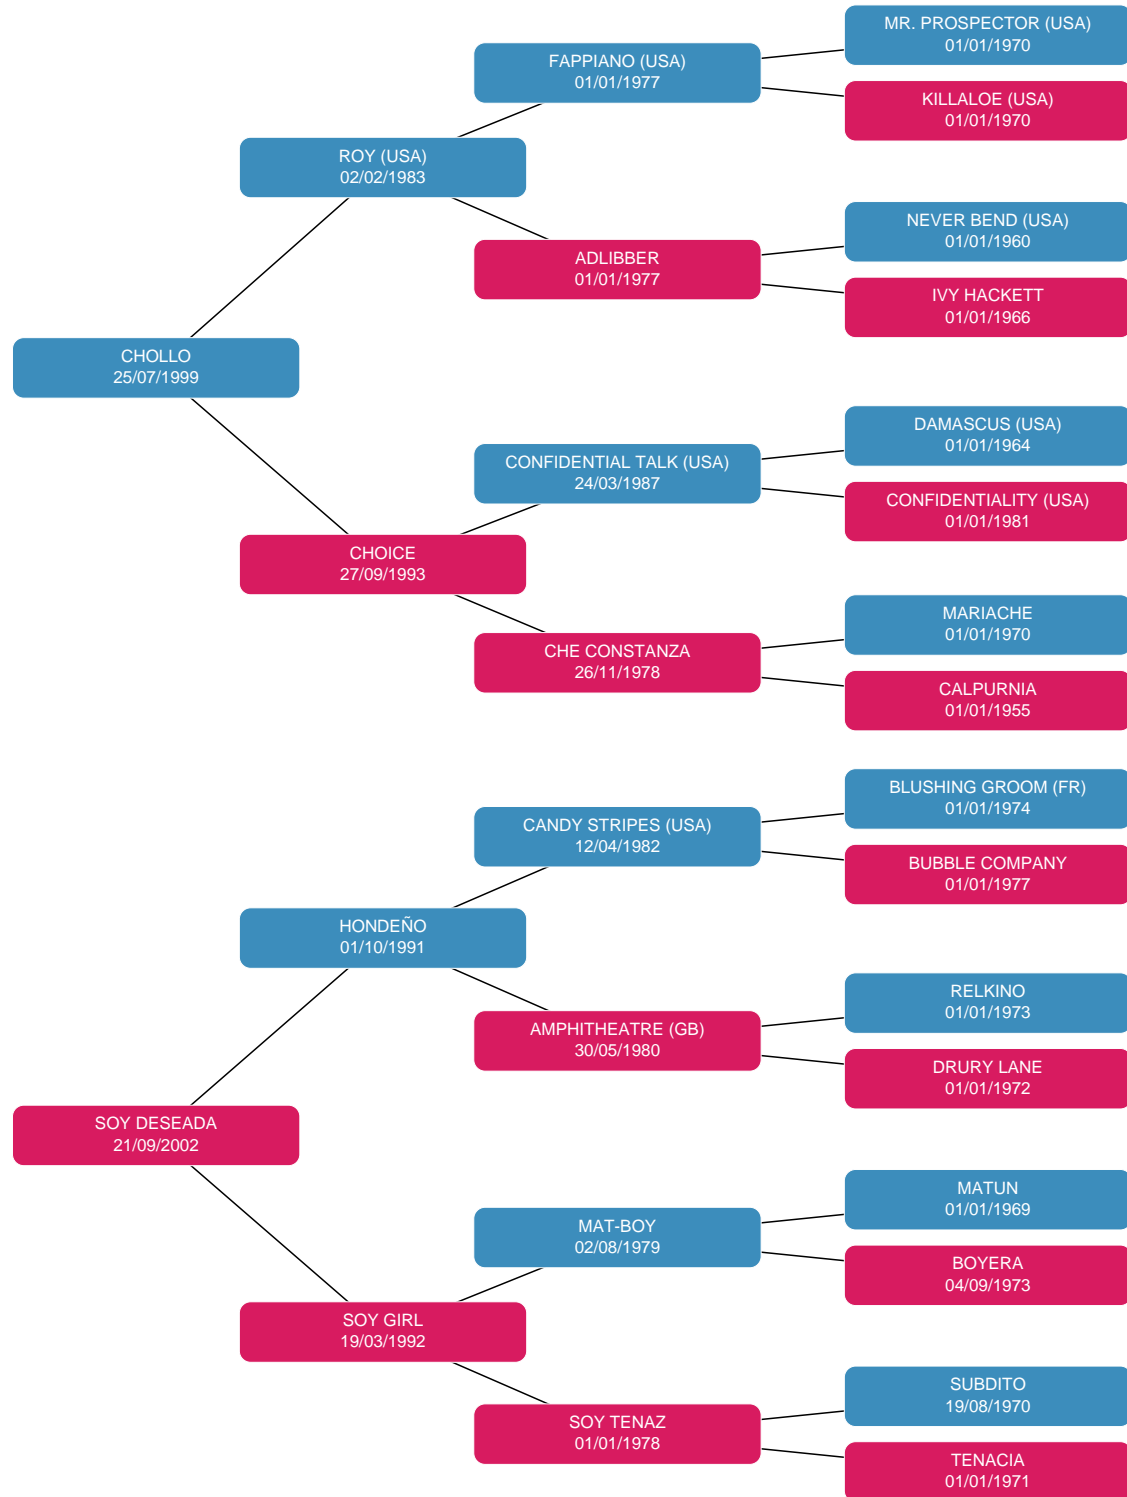 MR. PROSPECTOR (USA)
01/01/1970
FAPPIANO (USA)
01/01/1977
KILLALOE (USA)
01/01/1970
ROY (USA)
02/02/1983
NEVER BEND (USA)
01/01/1960
ADLIBBER
01/01/1977
IVY HACKETT
01/01/1966
CHOLLO
25/07/1999
DAMASCUS (USA)
01/01/1964
CONFIDENTIAL TALK (USA)
24/03/1987
CONFIDENTIALITY (USA)
01/01/1981
CHOICE
27/09/1993
MARIACHE
01/01/1970
CHE CONSTANZA
26/11/1978
CALPURNIA
01/01/1955
BLUSHING GROOM (FR)
01/01/1974
CANDY STRIPES (USA)
12/04/1982
BUBBLE COMPANY
01/01/1977
HONDEÑO
01/10/1991
RELKINO
01/01/1973
AMPHITHEATRE (GB)
30/05/1980
DRURY LANE
01/01/1972
SOY DESEADA
21/09/2002
MATUN
01/01/1969
MAT-BOY
02/08/1979
BOYERA
04/09/1973
SOY GIRL
19/03/1992
SUBDITO
19/08/1970
SOY TENAZ
01/01/1978
TENACIA
01/01/1971